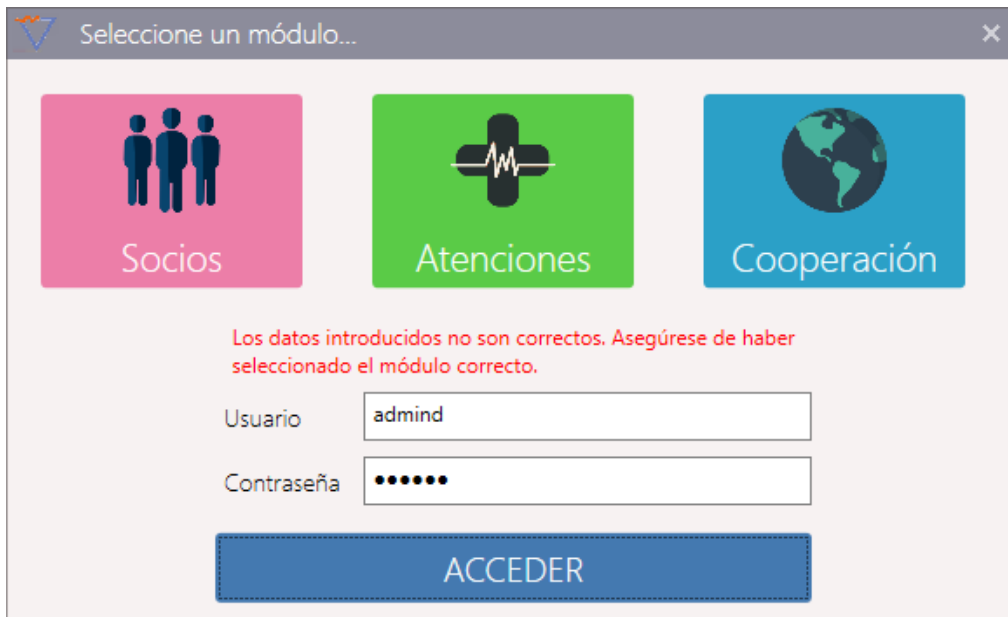 Seleccione un módulo...
Socios
Atenciones
Cooperación
Los datos introducidos no son correctos. Asegúrese de haber
seleccionado el módulo correcto.
Usuario
admind
Contraseña
••••••
ACCEDER